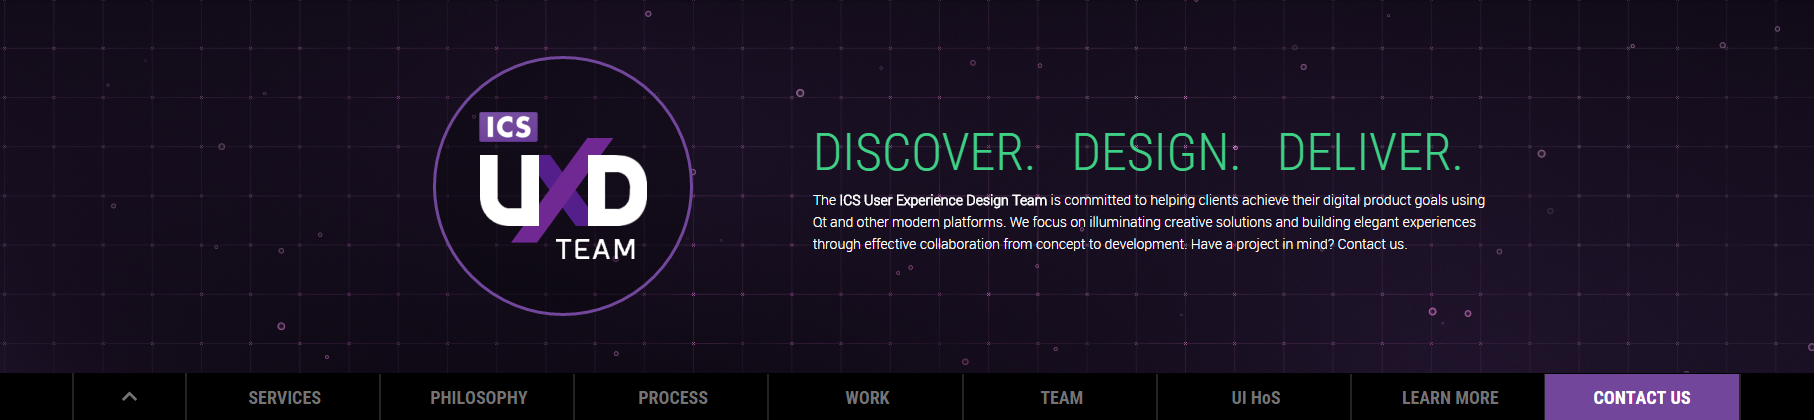 ICS
UXD
TEAM
DISCOVER. DESIGN. DELIVER.
The ICS User Experience Design Team is committed to helping clients achieve their digital product goals using
Qt and other modern platforms. We focus on illuminating creative solutions and building elegant experiences
through effective collaboration from concept to development. Have a project in mind? Contact us.
SERVICES PHILOSOPHY PROCESS WORK TEAM UI HoS LEARN MORE CONTACT US